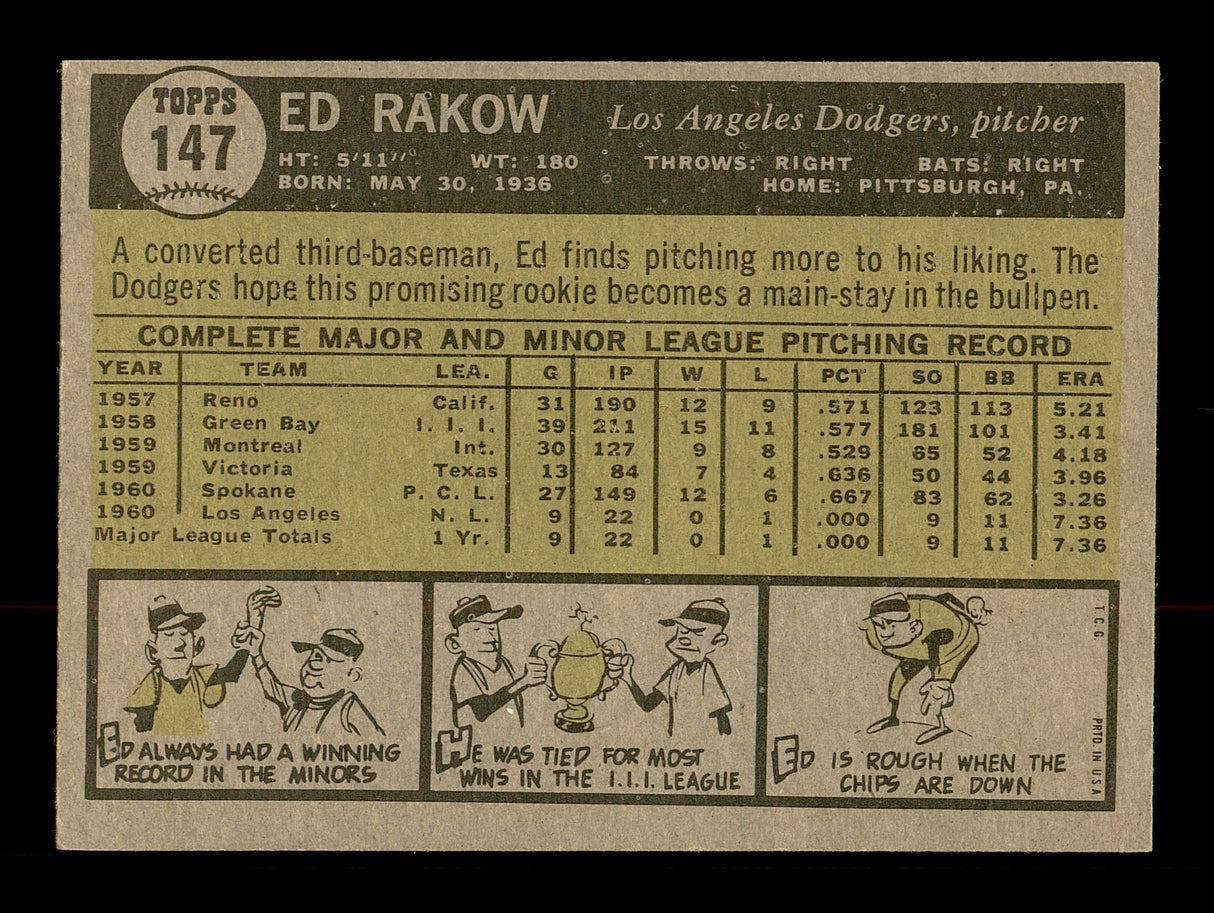 TOPPS
147
ED RAKOW
Los Angeles Dodgers, pitcher
HT: 5'11" WT: 180 THROWS: RIGHT BATS: RIGHT
BORN: MAY 30, 1936 HOME: PITTSBURGH, PA.
A converted third-baseman, Ed finds pitching more to his liking. The
Dodgers hope this promising rookie becomes a main-stay in the bullpen.
COMPLETE MAJOR AND MINOR LEAGUE PITCHING RECORD
YEAR TEAM LEA. G IP W L PCT SO BB ERA
1957 Reno Calif. 31 190 12 9 .571 123 113 5.21
1958 Green Bay I. I. I. 39 211 15 11 .577 181 101 3.41
1959 Montreal Int. 30 127 9 8 .529 65 52 4.18
1959 Victoria Texas 13 84 7 4 .636 50 44 3.96
1960 Spokane P. C. L. 27 149 12 6 .667 83 62 3.26
1960 Los Angeles N. L. 9 22 0 1 .000 9 11 7.36
Major League Totals 1 Yr. 9 22 0 1 .000 9 11 7.36
ED ALWAYS HAD A WINNING
RECORD IN THE MINORS
HE WAS TIED FOR MOST
WINS IN THE I.I.I. LEAGUE
ED IS ROUGH WHEN THE
CHIPS ARE DOWN
T.C.G.
PRTD IN USA